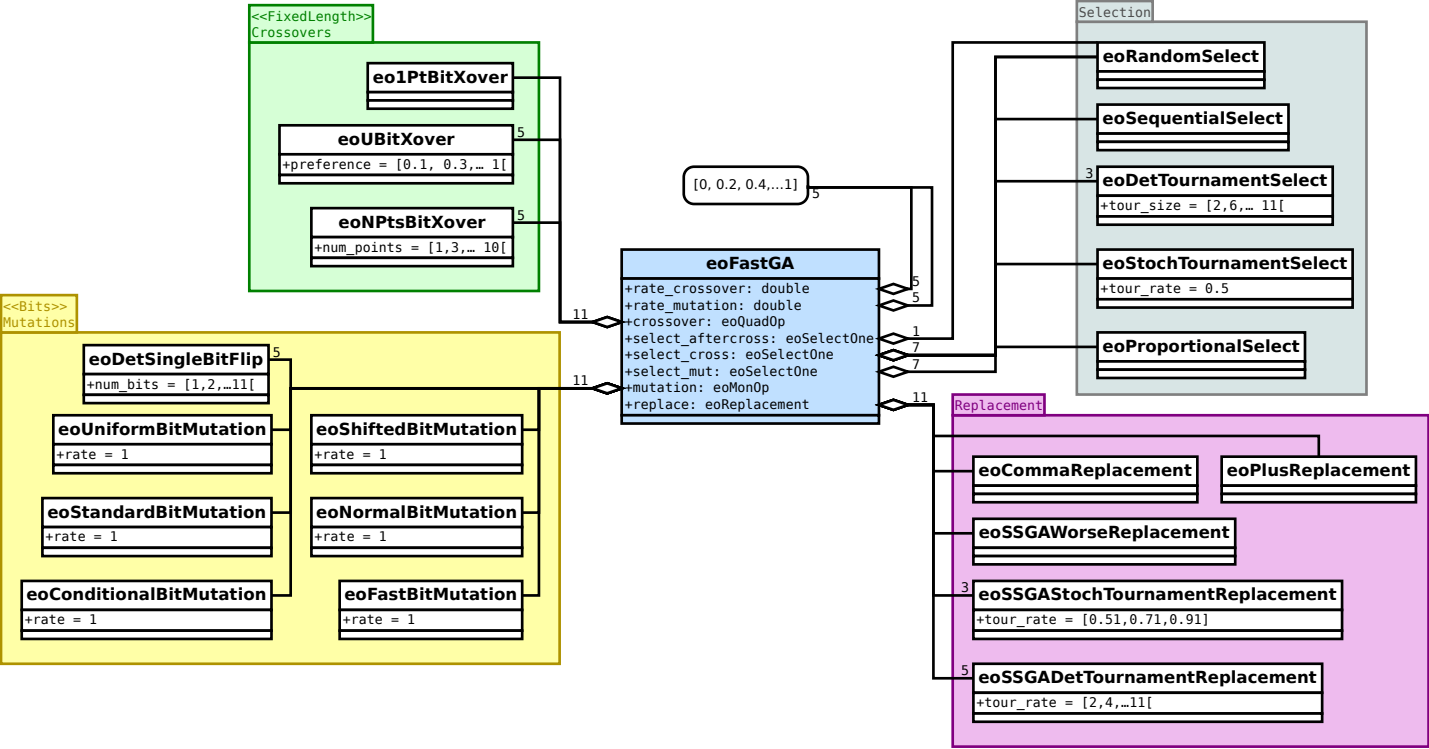 <<FixedLength>>
Crossovers
eo1PtBitXover
5
eoUBitXover
+preference = [0.1, 0.3,… 1[
5
eoNPtsBitXover
+num_points = [1,3,… 10[
11
<<Bits>>
Mutations
5
eoDetSingleBitFlip
+num_bits = [1,2,…11[
eoUniformBitMutation
+rate = 1
eoShiftedBitMutation
+rate = 1
eoStandardBitMutation
+rate = 1
eoNormalBitMutation
+rate = 1
eoConditionalBitMutation
+rate = 1
eoFastBitMutation
+rate = 1
11
[0, 0.2, 0.4,…1]
5
eoFastGA
+rate_crossover: double
+rate_mutation: double
+crossover: eoQuadOp
+select_aftercross: eoSelectOne
+select_cross: eoSelectOne
+select_mut: eoSelectOne
+mutation: eoMonOp
+replace: eoReplacement
5
5
1
7
7
11
Selection
eoRandomSelect
eoSequentialSelect
3
eoDetTournamentSelect
+tour_size = [2,6,… 11[
eoStochTournamentSelect
+tour_rate = 0.5
eoProportionalSelect
Replacement
eoCommaReplacement
eoPlusReplacement
eoSSGAWorseReplacement
3
eoSSGAStochTournamentReplacement
+tour_rate = [0.51,0.71,0.91]
5
eoSSGADetTournamentReplacement
+tour_rate = [2,4,…11[